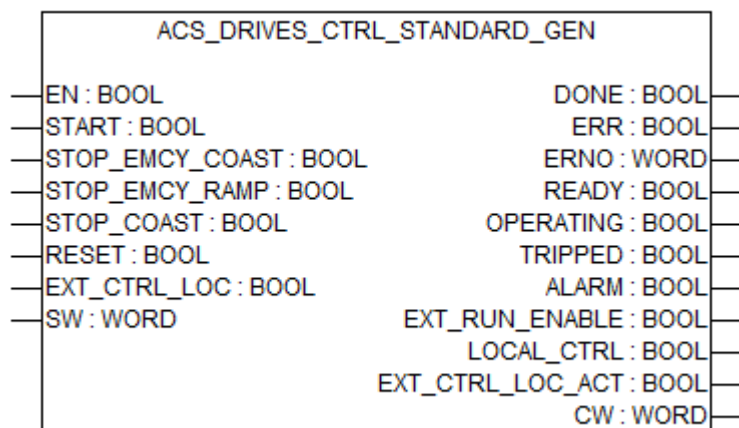 ACS_DRIVES_CTRL_STANDARD_GEN
EN : BOOL DONE : BOOL
START : BOOL ERR : BOOL
STOP_EMCY_COAST : BOOL ERNO : WORD
STOP_EMCY_RAMP : BOOL READY : BOOL
STOP_COAST : BOOL OPERATING : BOOL
RESET : BOOL TRIPPED : BOOL
EXT_CTRL_LOC : BOOL ALARM : BOOL
SW : WORD EXT_RUN_ENABLE : BOOL
LOCAL_CTRL : BOOL
EXT_CTRL_LOC_ACT : BOOL
CW : WORD